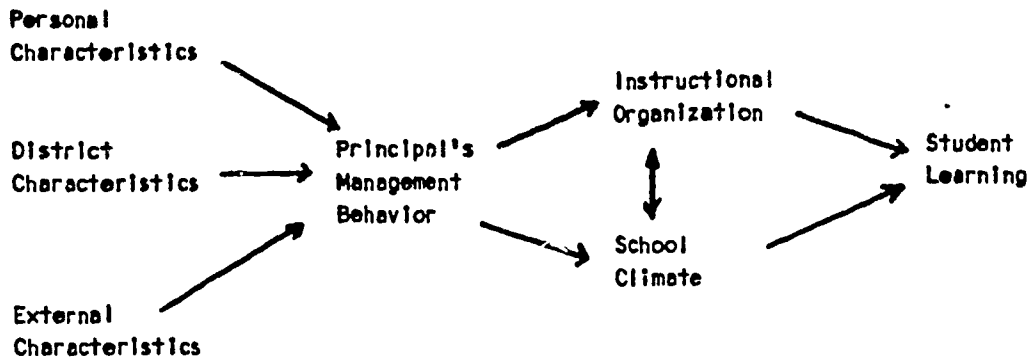 Personal
Characteristics
District
Characteristics
External
Characteristics
Principal's
Management
Behavior
Instructional
Organization
School
Climate
Student
Learning